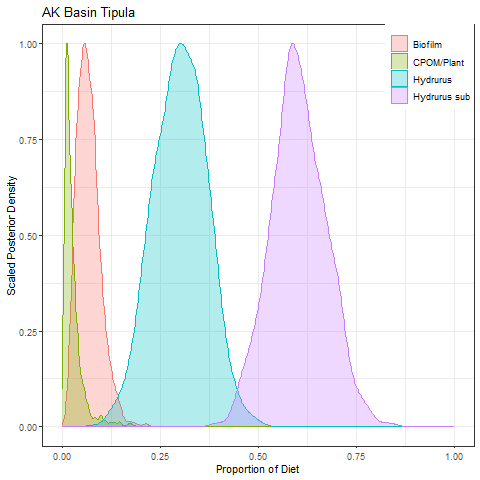 AK Basin Tipula
Biofilm
CPOM/Plant
Hydrurus
Hydrurus sub
1.00
0.75
0.50
0.25
0.00
Scaled Posterior Density
0.00 0.25 0.50 0.75 1.00
Proportion of Diet